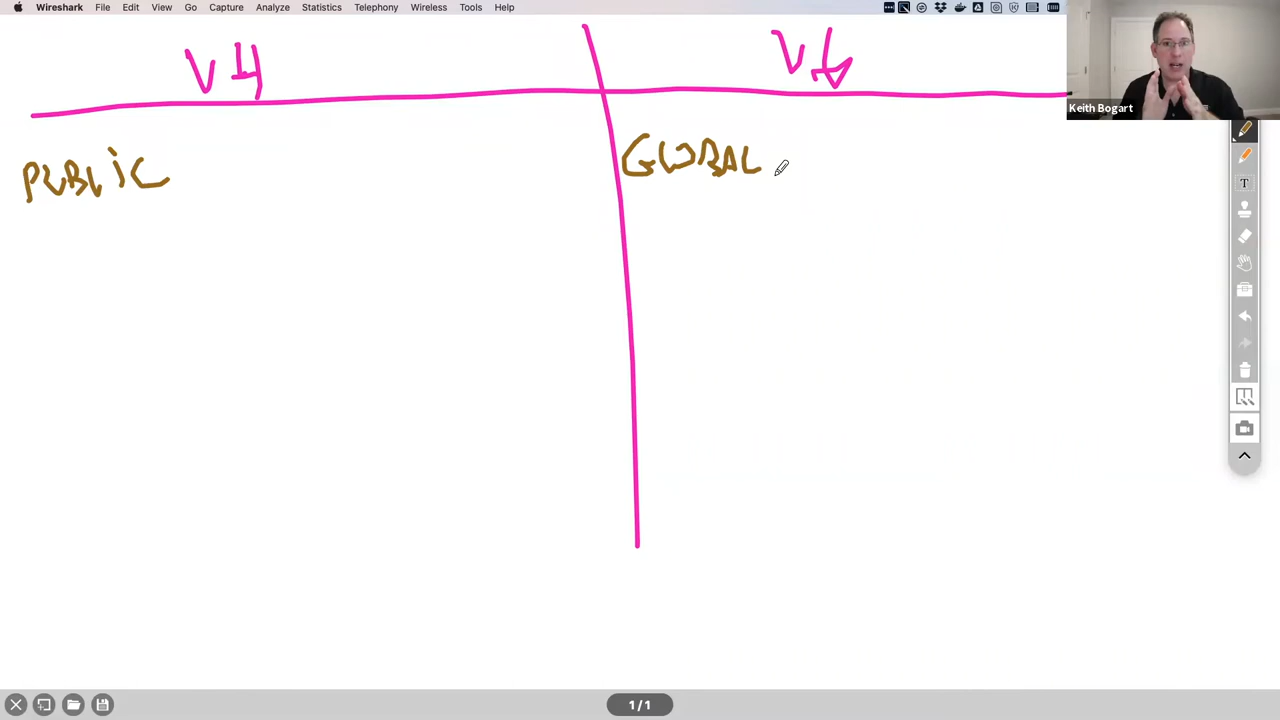 Wireshark File Edit View Go Capture Analyze Statistics Telephony Wireless Tools Help
V4 V6
Keith Bogart
PUBLIC GLOBAL
T
1/1